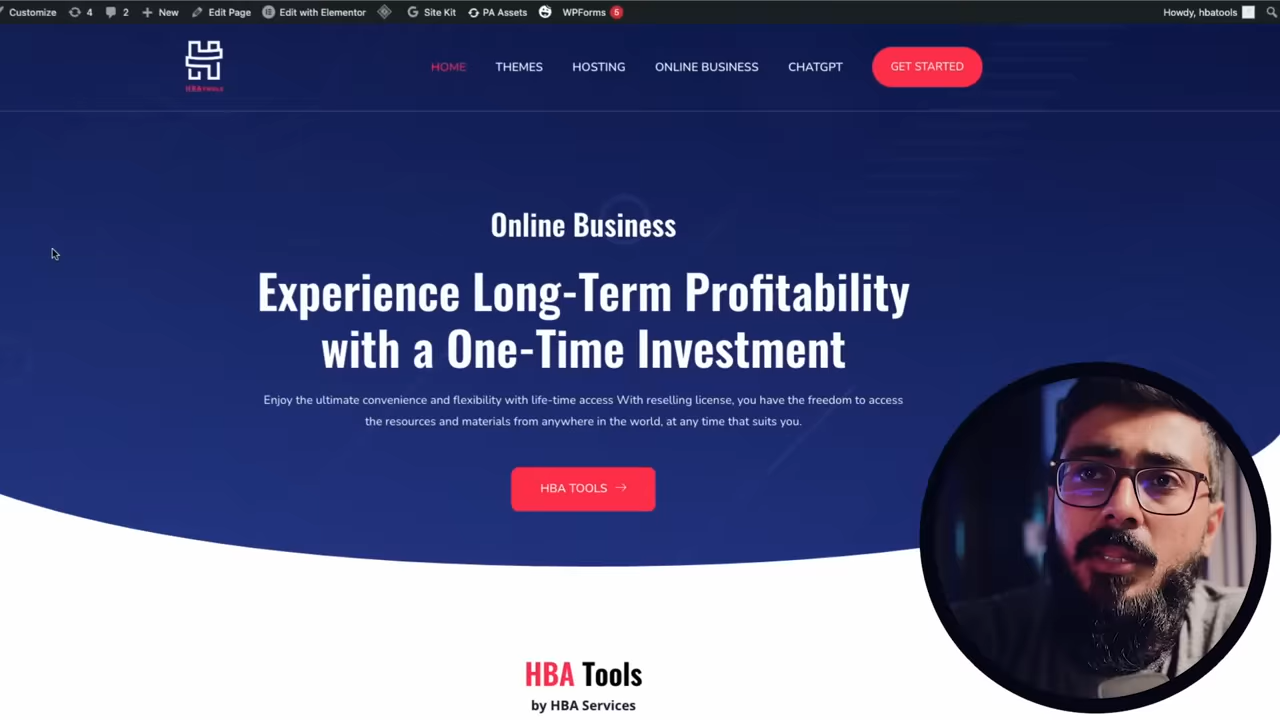 Customize 4 2 New Edit Page Edit with Elementor Site Kit PA Assets WPForms 5 Howdy, hbatools
HBA TOOLS
HOME THEMES HOSTING ONLINE BUSINESS CHATGPT GET STARTED
Online Business
Experience Long-Term Profitability
with a One-Time Investment
Enjoy the ultimate convenience and flexibility with life-time access With reselling license, you have the freedom to access
the resources and materials from anywhere in the world, at any time that suits you.
HBA TOOLS →
HBA Tools
by HBA Services